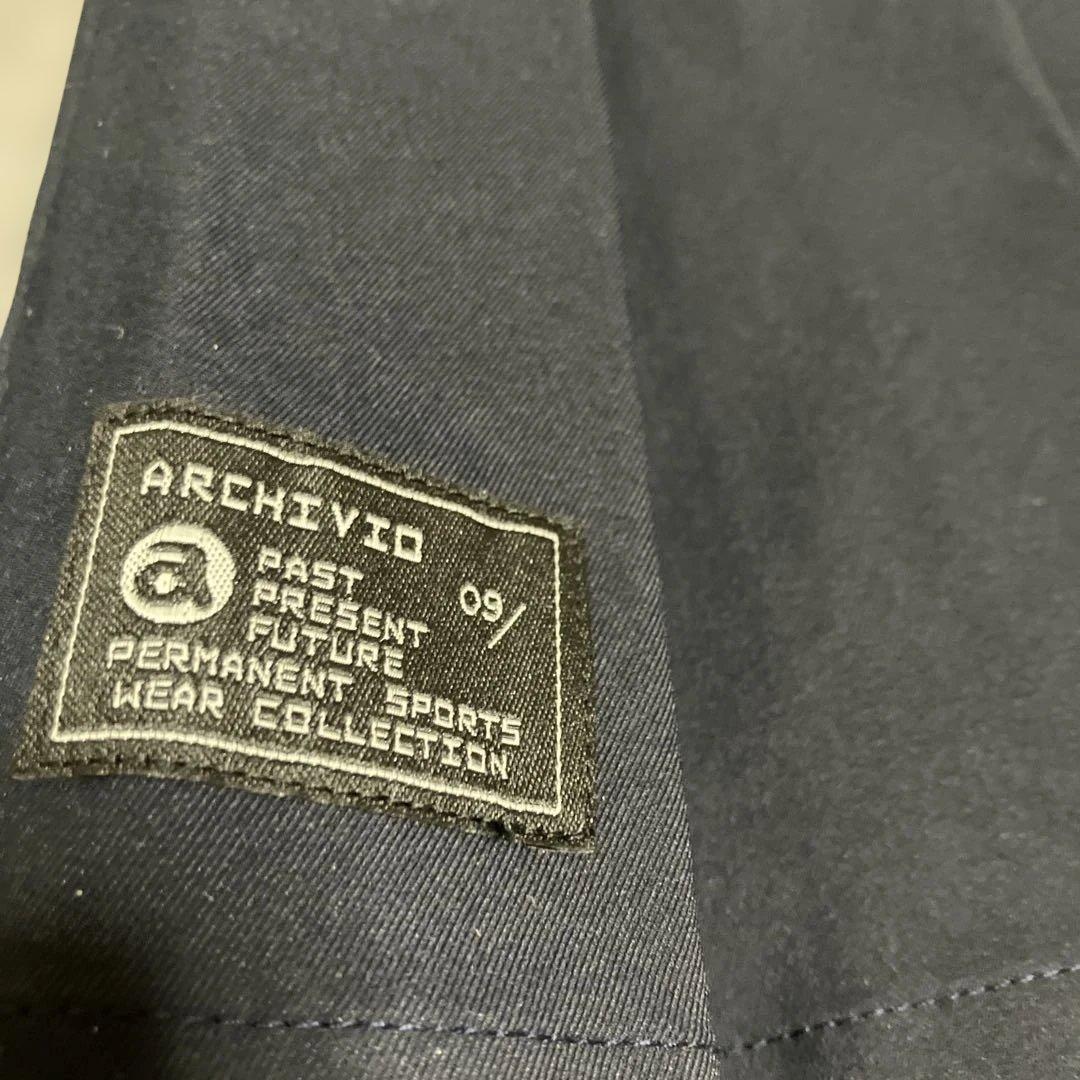 ARCHIVIO
PAST
PRESENT 09/
FUTURE
PERMANENT SPORTS
WEAR COLLECTION